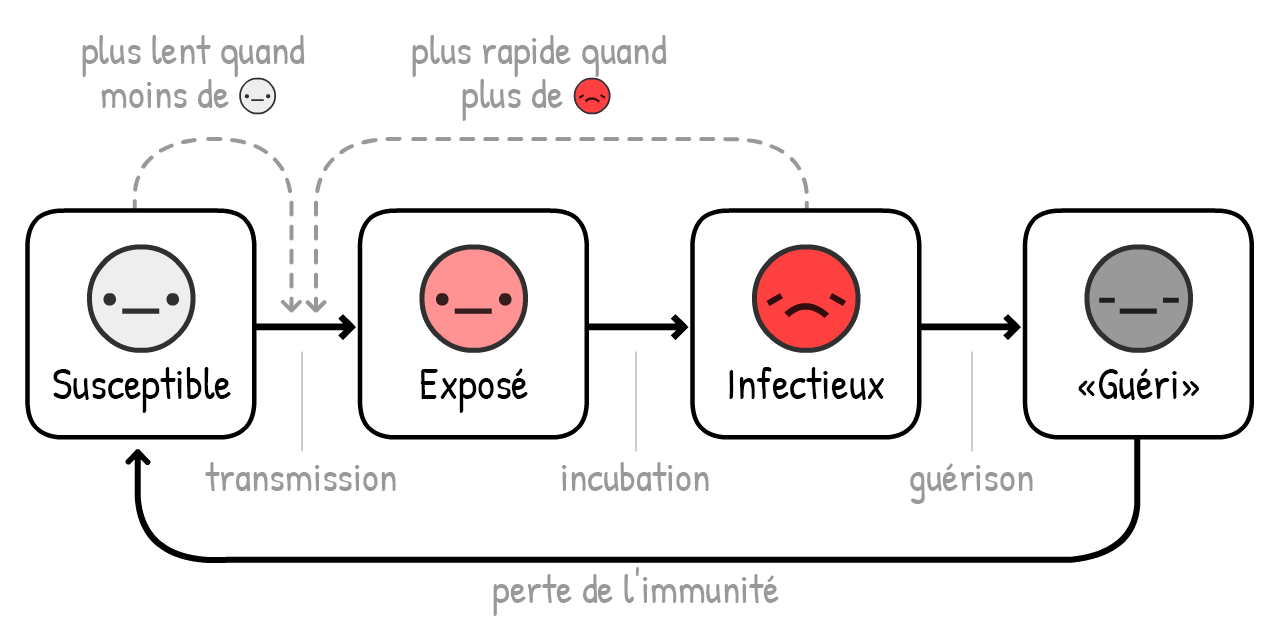 plus lent quand
moins de
plus rapide quand
plus de
Susceptible
Exposé
Infectieux
«Guéri»
transmission
incubation
guérison
perte de l'immunité